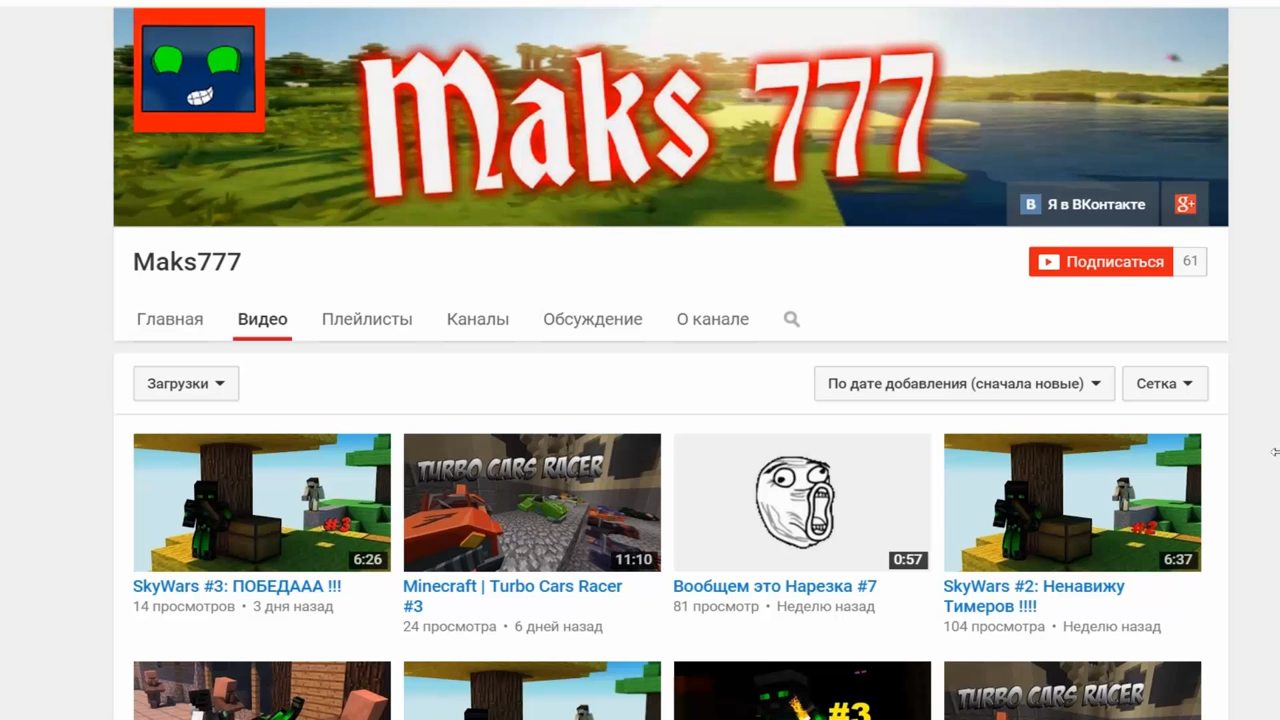 Maks 777
B Я в ВКонтакте g+
Maks777
Подписаться 61
Главная Видео Плейлисты Каналы Обсуждение О канале
Загрузки По дате добавления (сначала новые) Сетка
#3 6:26
TURBO CARS RACER 11:10
0:57
#2 6:37
SkyWars #3: ПОБЕДААА !!!
14 просмотров • 3 дня назад
Minecraft | Turbo Cars Racer
#3
24 просмотра • 6 дней назад
Вообщем это Нарезка #7
81 просмотр • Неделю назад
SkyWars #2: Ненавижу
Тимеров !!!!
104 просмотра • Неделю назад
#3
TURBO CARS RACER